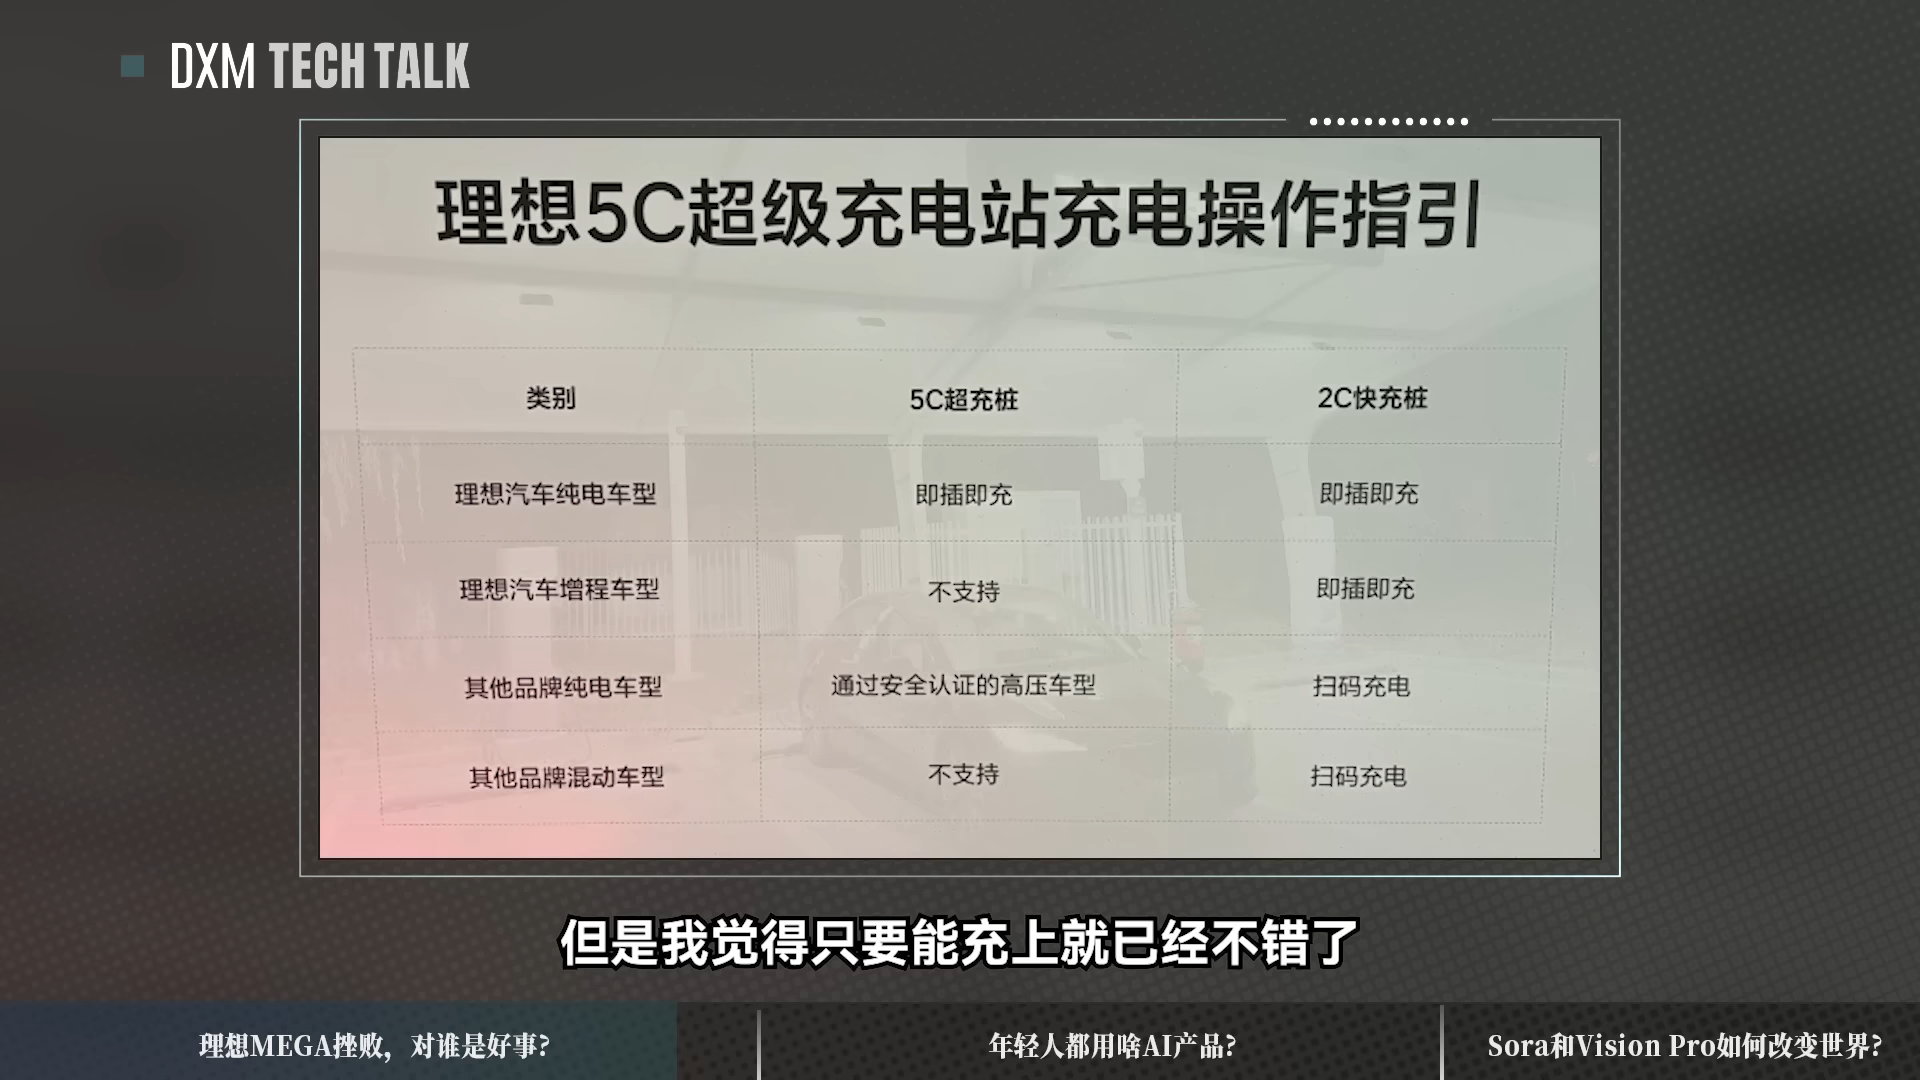 DXM TECH TALK
理想5C超级充电站充电操作指引
类别 5C超充桩 2C快充桩
理想汽车纯电车型 即插即充 即插即充
理想汽车增程车型 不支持 即插即充
其他品牌纯电车型 通过安全认证的高压车型 扫码充电
其他品牌混动车型 不支持 扫码充电
但是我觉得只要能充上就已经不错了
理想MEGA挫败，对谁是好事? 年轻人都用啥AI产品? Sora和Vision Pro如何改变世界?